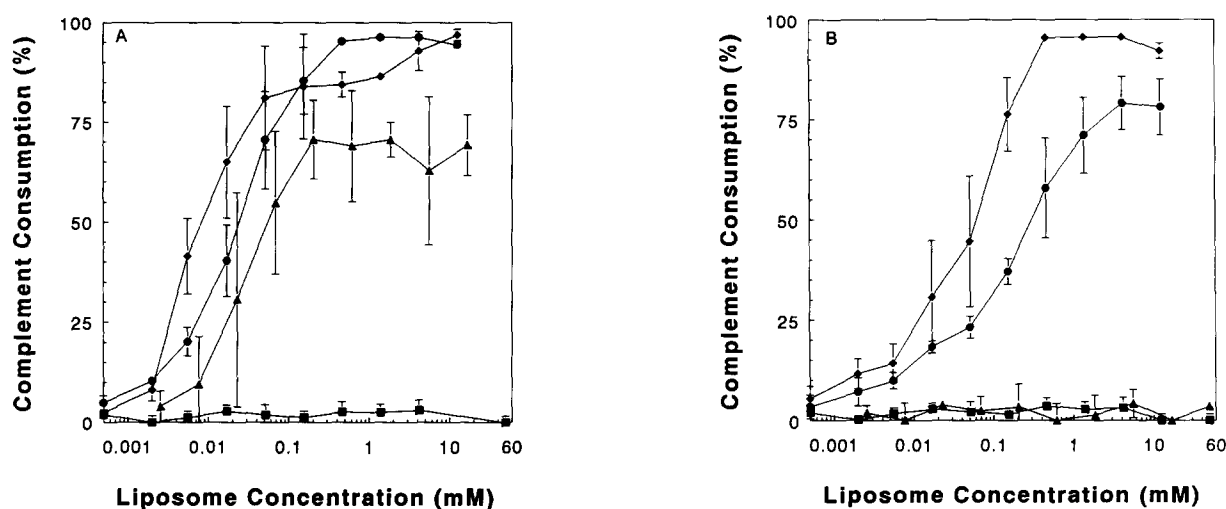 A
Complement Consumption (%)
100
75
50
25
0
0.001 0.01 0.1 1 10 60
Liposome Concentration (mM)
B
Complement Consumption (%)
100
75
50
25
0
0.001 0.01 0.1 1 10 60
Liposome Concentration (mM)